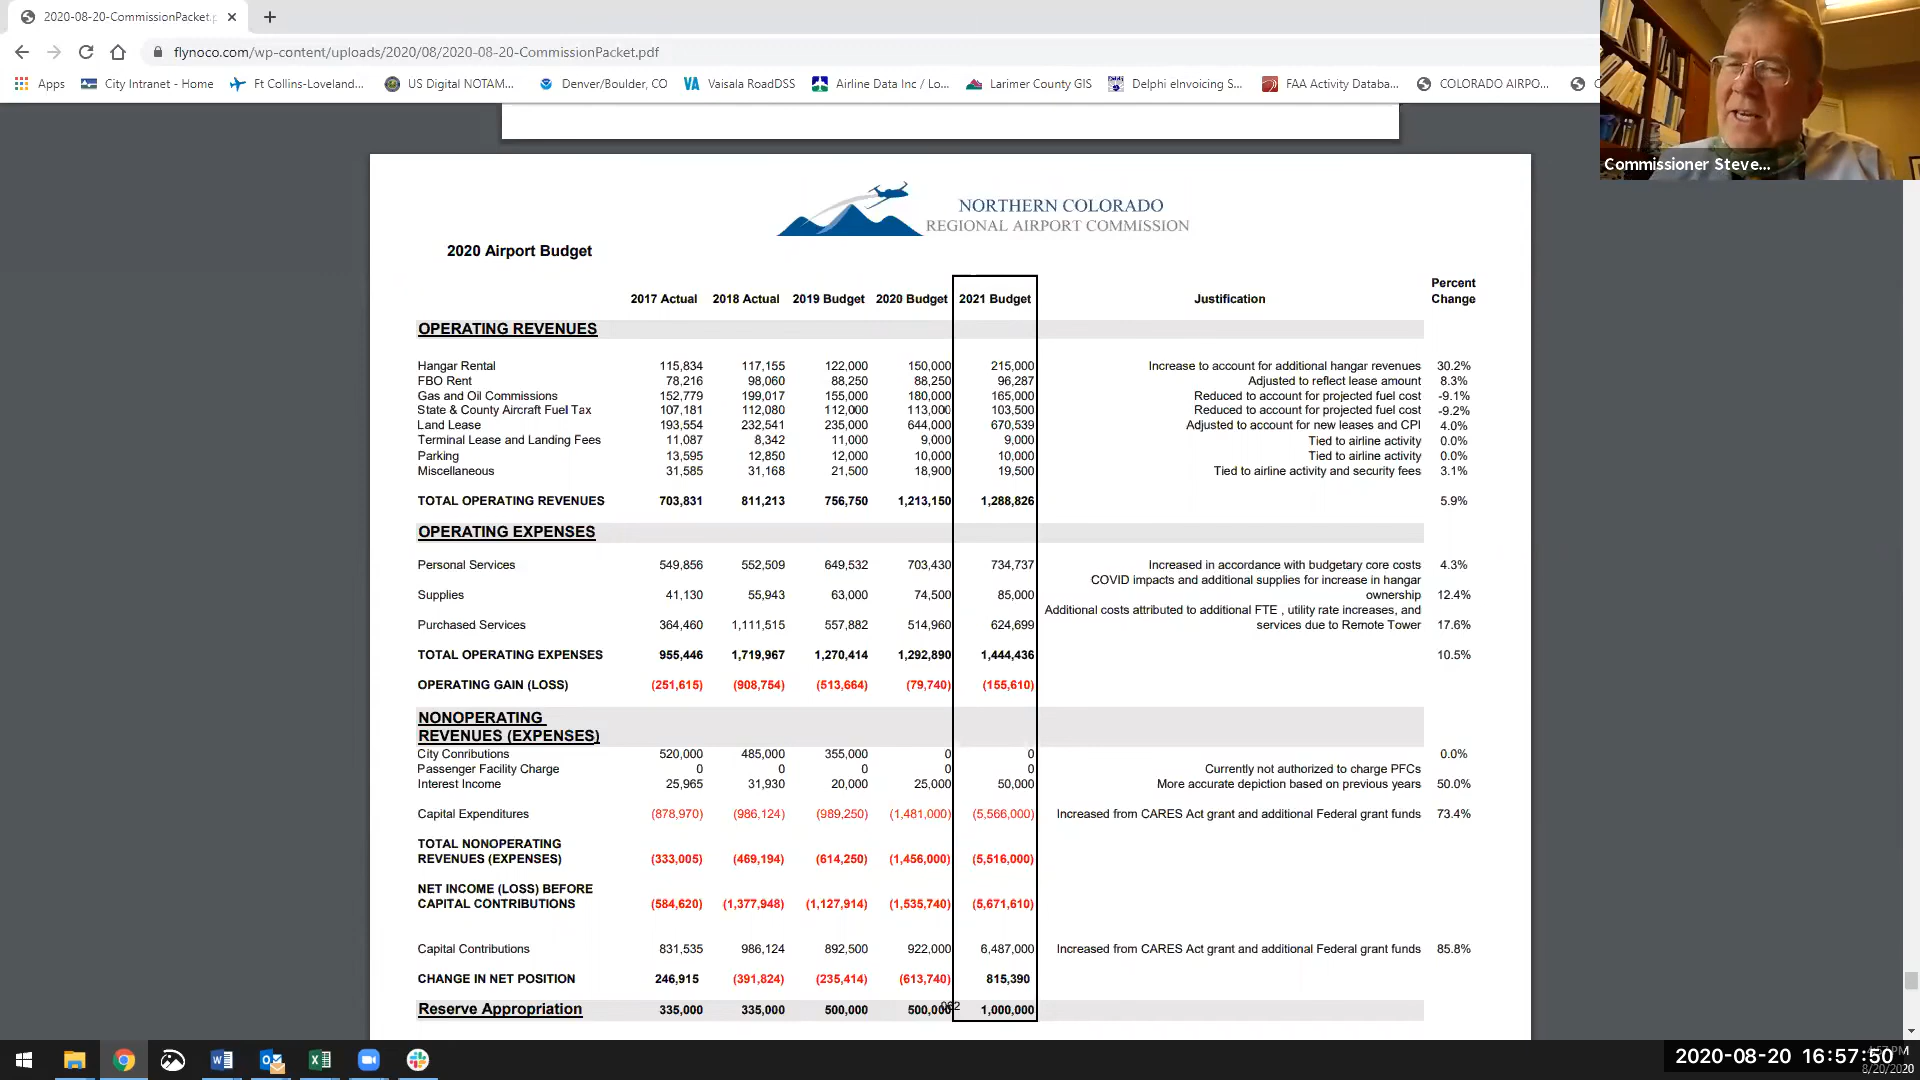 2020-08-20-CommissionPacket.p
flynoco.com/wp-content/uploads/2020/08/2020-08-20-CommissionPacket.pdf
Apps City Intranet - Home Ft Collins-Loveland... US Digital NOTAM... Denver/Boulder, CO Vaisala RoadDSS Airline Data Inc / Lo... Larimer County GIS Delphi eInvoicing S... FAA Activity Databa... COLORADO AIRPO...
Commissioner Steve...
NORTHERN COLORADO
REGIONAL AIRPORT COMMISSION
2020 Airport Budget
2017 Actual 2018 Actual 2019 Budget 2020 Budget 2021 Budget Justification Percent Change
OPERATING REVENUES
Hangar Rental 115,834 117,155 122,000 150,000 215,000 Increase to account for additional hangar revenues 30.2%
FBO Rent 78,216 98,060 88,250 88,250 96,287 Adjusted to reflect lease amount 8.3%
Gas and Oil Commissions 152,779 199,017 155,000 180,000 165,000 Reduced to account for projected fuel cost -9.1%
State & County Aircraft Fuel Tax 107,181 112,080 112,000 113,000 103,500 Reduced to account for projected fuel cost -9.2%
Land Lease 193,554 232,541 235,000 644,000 670,539 Adjusted to account for new leases and CPI 4.0%
Terminal Lease and Landing Fees 11,087 8,342 11,000 9,000 9,000 Tied to airline activity 0.0%
Parking 13,595 12,850 12,000 10,000 10,000 Tied to airline activity 0.0%
Miscellaneous 31,585 31,168 21,500 18,900 19,500 Tied to airline activity and security fees 3.1%
TOTAL OPERATING REVENUES 703,831 811,213 756,750 1,213,150 1,288,826 5.9%
OPERATING EXPENSES
Personal Services 549,856 552,509 649,532 703,430 734,737 Increased in accordance with budgetary core costs 4.3%
COVID impacts and additional supplies for increase in hangar
Supplies 41,130 55,943 63,000 74,500 85,000 ownership 12.4%
Additional costs attributed to additional FTE , utility rate increases, and
Purchased Services 364,460 1,111,515 557,882 514,960 624,699 services due to Remote Tower 17.6%
TOTAL OPERATING EXPENSES 955,446 1,719,967 1,270,414 1,292,890 1,444,436 10.5%
OPERATING GAIN (LOSS) (251,615) (908,754) (513,664) (79,740) (155,610)
NONOPERATING
REVENUES (EXPENSES)
City Conributions 520,000 485,000 355,000 0 0 0.0%
Passenger Facility Charge 0 0 0 0 0 Currently not authorized to charge PFCs
Interest Income 25,965 31,930 20,000 25,000 50,000 More accurate depiction based on previous years 50.0%
Capital Expenditures (878,970) (986,124) (989,250) (1,481,000) (5,566,000) Increased from CARES Act grant and additional Federal grant funds 73.4%
TOTAL NONOPERATING
REVENUES (EXPENSES) (333,005) (469,194) (614,250) (1,456,000) (5,516,000)
NET INCOME (LOSS) BEFORE
CAPITAL CONTRIBUTIONS (584,620) (1,377,948) (1,127,914) (1,535,740) (5,671,610)
Capital Contributions 831,535 986,124 892,500 922,000 6,487,000 Increased from CARES Act grant and additional Federal grant funds 85.8%
CHANGE IN NET POSITION 246,915 (391,824) (235,414) (613,740) 815,390
Reserve Appropriation 335,000 335,000 500,000 500,000 1,000,000
2020-08-20 16:57:50
8/20/2020